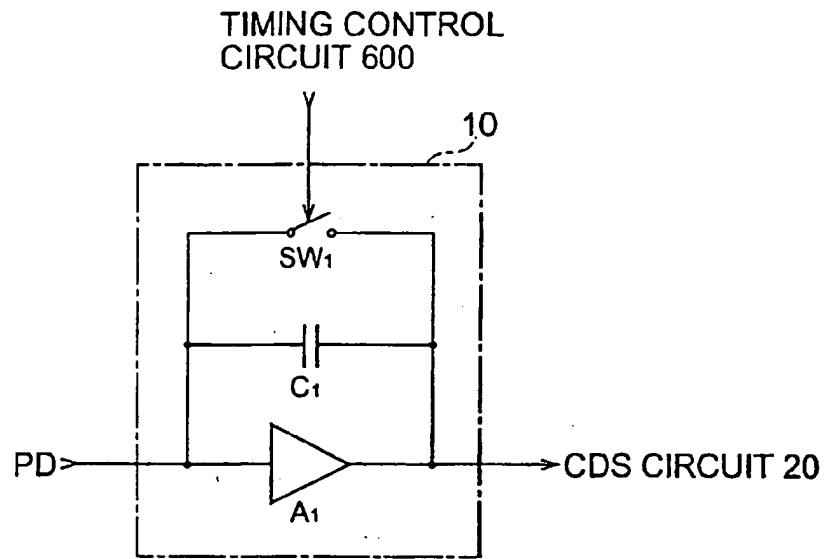 TIMING CONTROL
CIRCUIT 600
10
SW₁
C₁
PD
A₁
CDS CIRCUIT 20